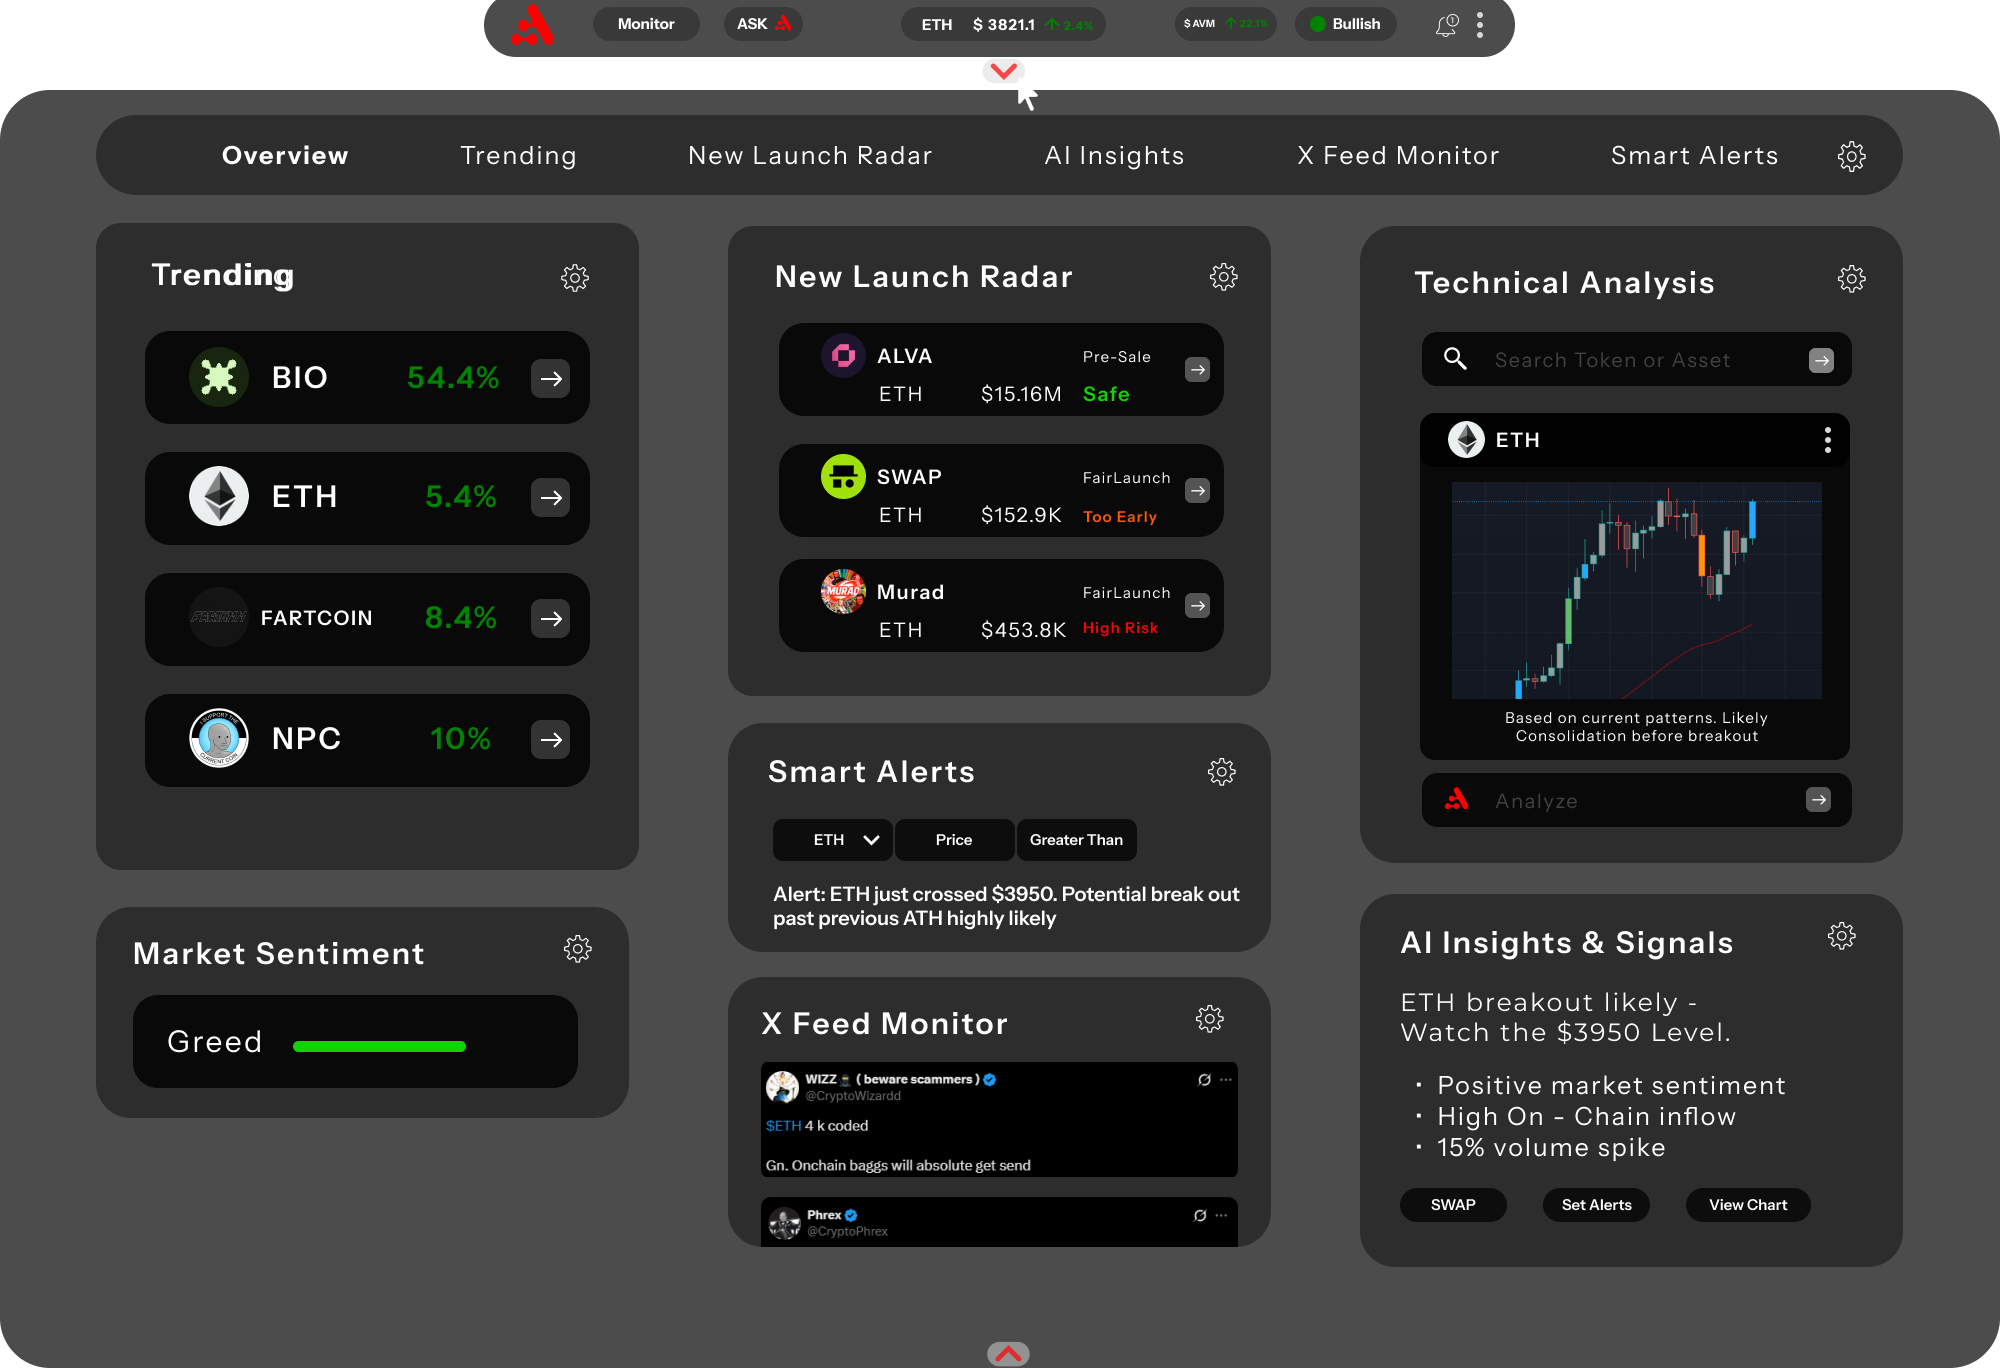 Monitor
ASK
ETH $ 3821.1 2.4%
$ AVM 22.1%
Bullish
1
Overview
Trending
New Launch Radar
AI Insights
X Feed Monitor
Smart Alerts
Trending
BIO 54.4%
ETH 5.4%
FARTCOIN 8.4%
NPC 10%
I SUPPORT THE
CURRENT COIN
Market Sentiment
Greed
New Launch Radar
ALVA Pre-Sale
ETH $15.16M Safe
SWAP FairLaunch
ETH $152.9K Too Early
MURAD
Murad FairLaunch
ETH $453.8K High Risk
Smart Alerts
ETH Price Greater Than
Alert: ETH just crossed $3950. Potential break out
past previous ATH highly likely
X Feed Monitor
WIZZ ( beware scammers )
@CryptoWizardd
$ETH 4 k coded
Gn. Onchain baggs will absolute get send
Phrex
@CryptoPhrex
Technical Analysis
Search Token or Asset
ETH
Based on current patterns. Likely
Consolidation before breakout
Analyze
AI Insights & Signals
ETH breakout likely -
Watch the $3950 Level.
· Positive market sentiment
· High On - Chain inflow
· 15% volume spike
SWAP Set Alerts View Chart